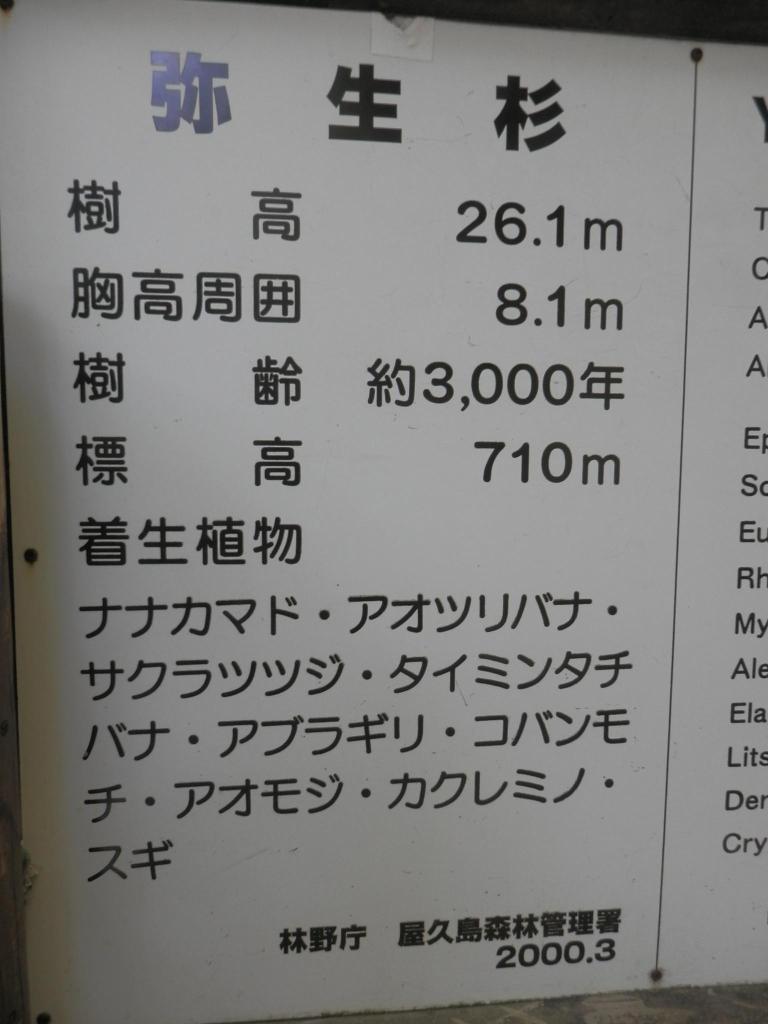 弥生杉
樹高 26.1m
胸高周囲 8.1m
樹齢 約3,000年
標高 710m
着生植物
ナナカマド・アオツリバナ・
サクラツツジ・タイミンタチ
バナ・アブラギリ・コバンモ
チ・アオモジ・カクレミノ・
スギ
林野庁 屋久島森林管理署
2000.3